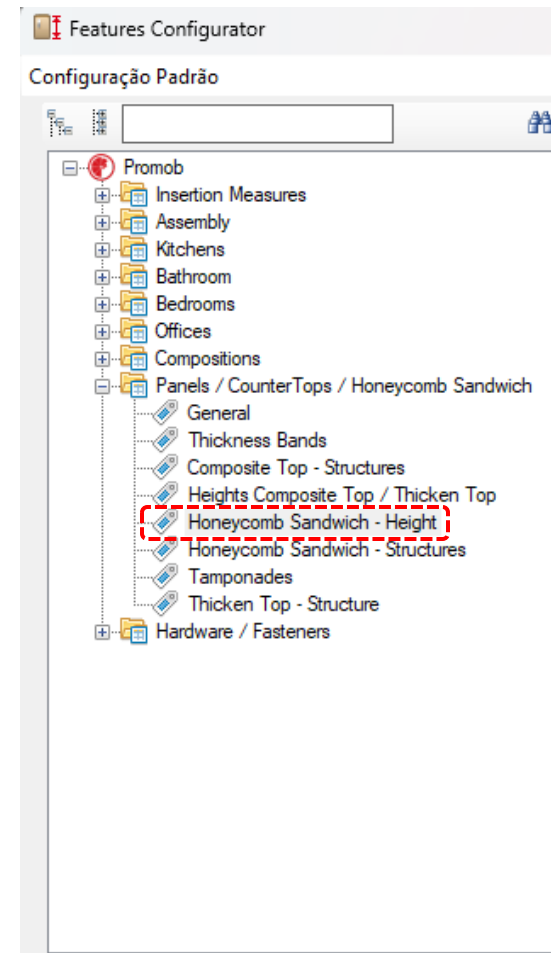 Features Configurator
Configuração Padrão
Promob
Insertion Measures
Assembly
Kitchens
Bathroom
Bedrooms
Offices
Compositions
Panels / CounterTops / Honeycomb Sandwich
General
Thickness Bands
Composite Top - Structures
Heights Composite Top / Thicken Top
Honeycomb Sandwich - Height
Honeycomb Sandwich - Structures
Tamponades
Thicken Top - Structure
Hardware / Fasteners